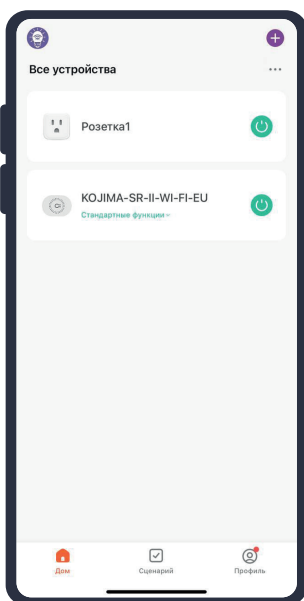 Все устройства
Розетка1
KOJIMA-SR-II-WI-FI-EU
Стандартные функции
Дом
Сценарий
Профиль